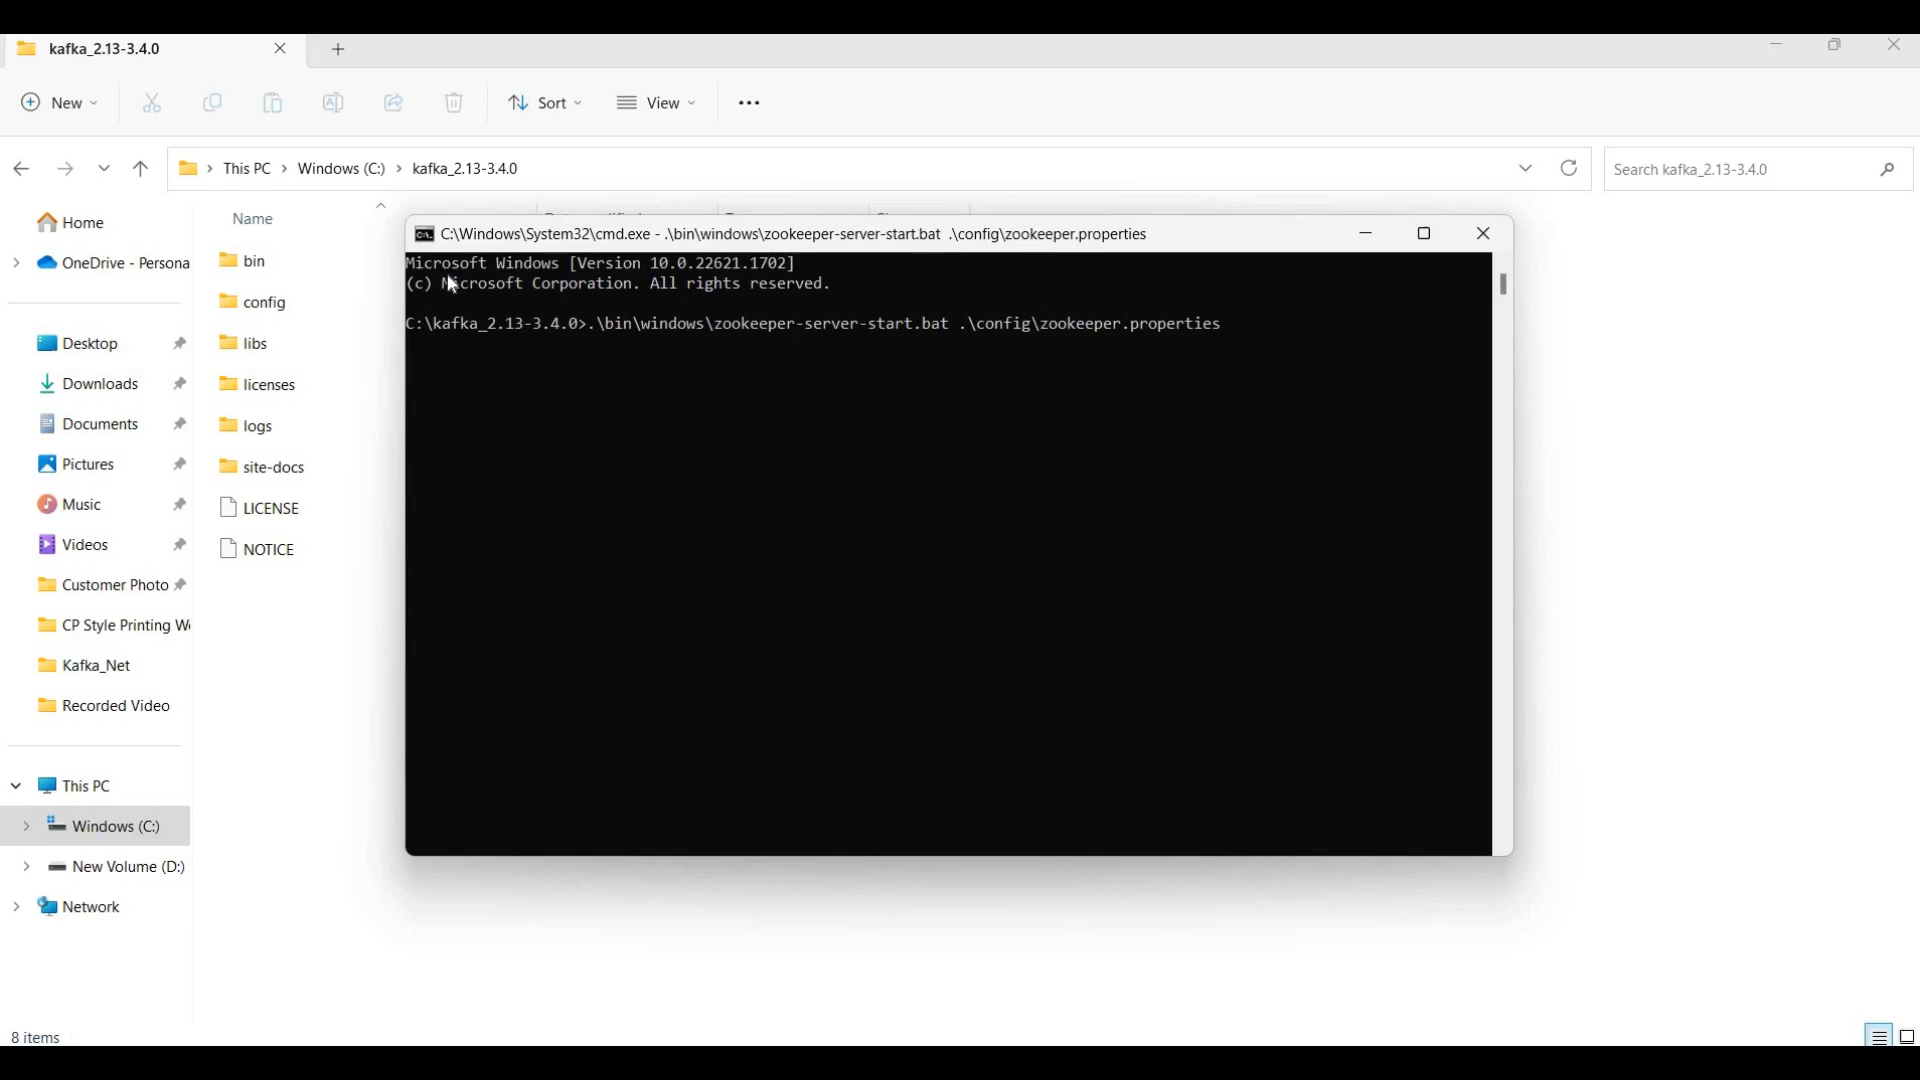 kafka_2.13-3.4.0
New
Sort
View
This PC > Windows (C:) > kafka_2.13-3.4.0
Search kafka_2.13-3.4.0
Home
OneDrive - Persona
Desktop
Downloads
Documents
Pictures
Music
Videos
Customer Photo
CP Style Printing We
Kafka_Net
Recorded Video
This PC
Windows (C:)
New Volume (D:)
Network
Name
bin
config
libs
licenses
logs
site-docs
LICENSE
NOTICE
C:\Windows\System32\cmd.exe - .\bin\windows\zookeeper-server-start.bat .\config\zookeeper.properties
Microsoft Windows [Version 10.0.22621.1702]
(c) Microsoft Corporation. All rights reserved.
C:\kafka_2.13-3.4.0>.\bin\windows\zookeeper-server-start.bat .\config\zookeeper.properties
8 items